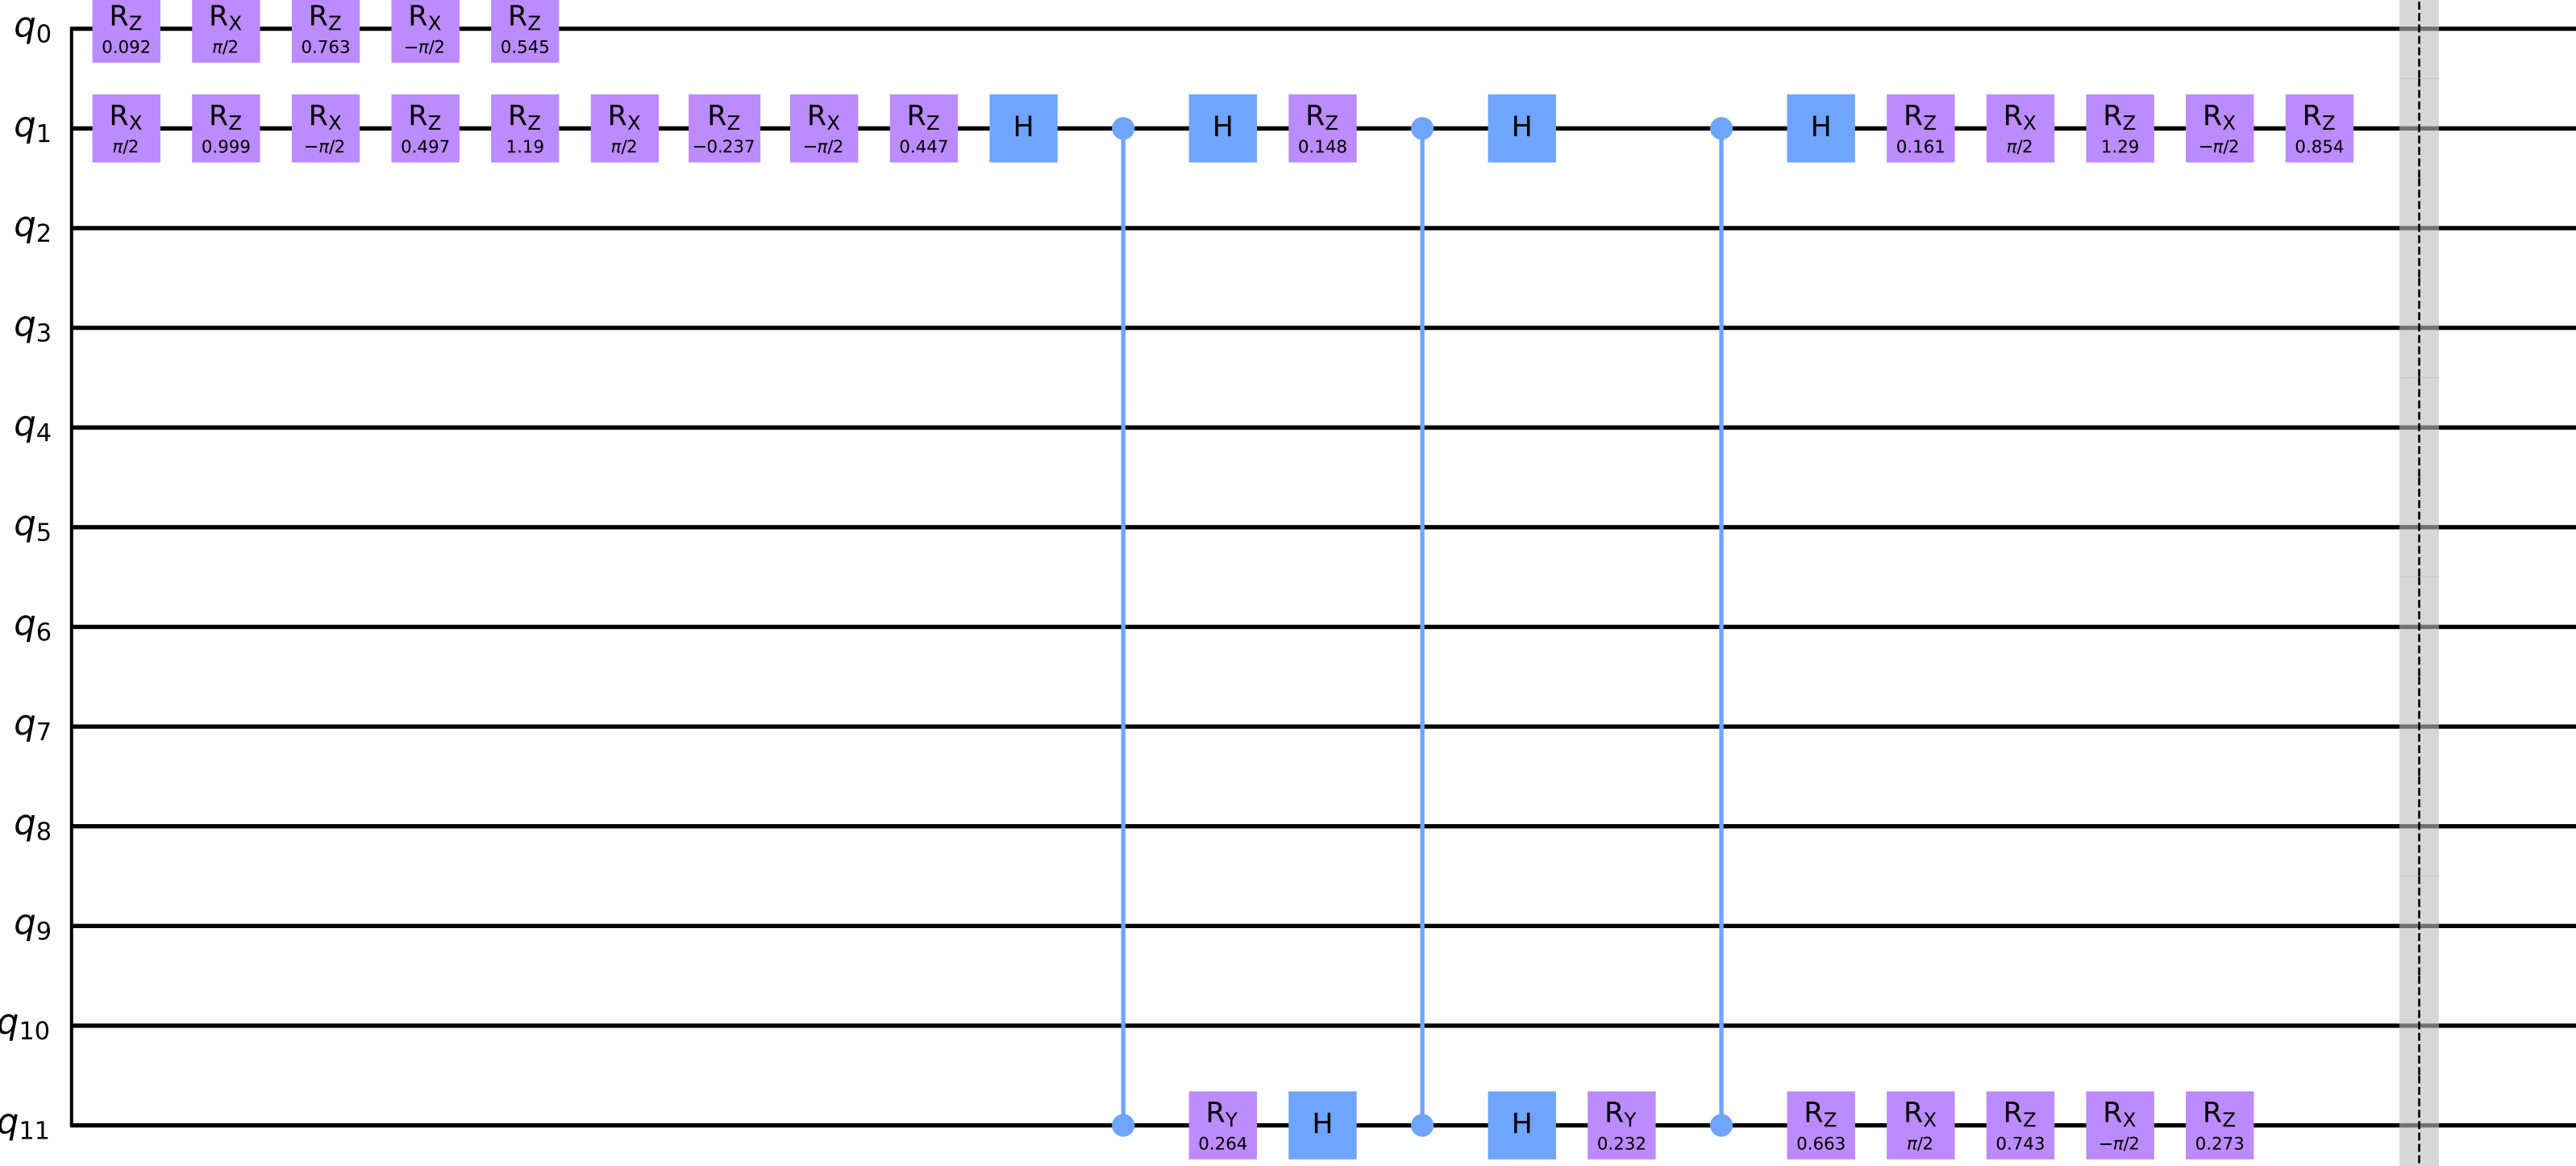 q0 RZ 0.092 RX π/2 RZ 0.763 RX −π/2 RZ 0.545
q1 RX π/2 RZ 0.999 RX −π/2 RZ 0.497 RZ 1.19 RX π/2 RZ −0.237 RX −π/2 RZ 0.447 H H RZ 0.148 H H RZ 0.161 RX π/2 RZ 1.29 RX −π/2 RZ 0.854
q2
q3
q4
q5
q6
q7
q8
q9
q10
q11 RY 0.264 H H RY 0.232 RZ 0.663 RX π/2 RZ 0.743 RX −π/2 RZ 0.273